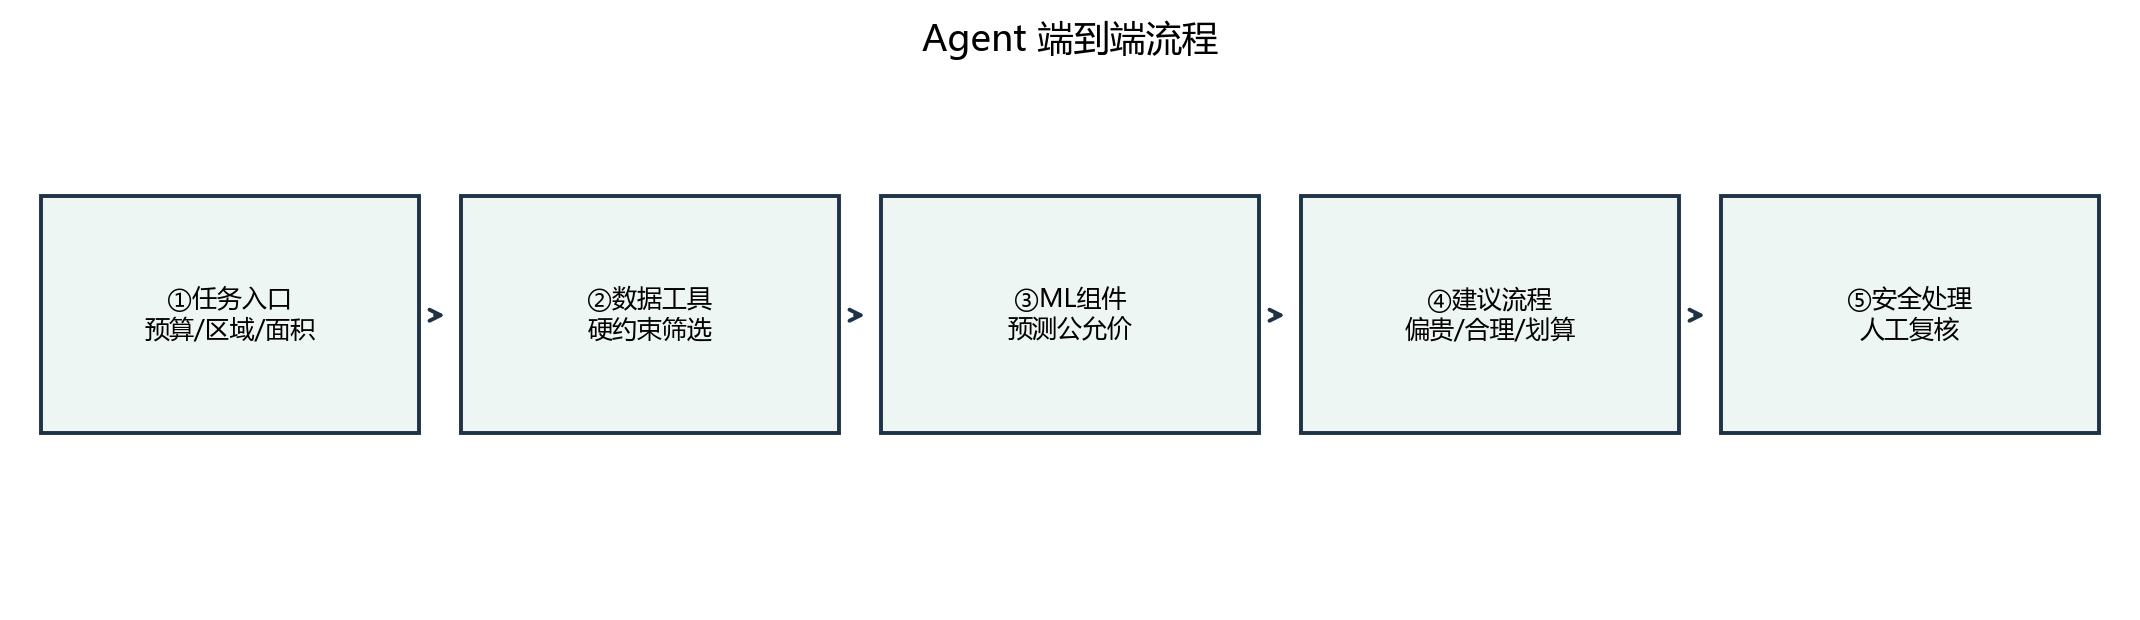 Agent 端到端流程
①任务入口
预算/区域/面积
②数据工具
硬约束筛选
③ML组件
预测公允价
④建议流程
偏贵/合理/划算
⑤安全处理
人工复核